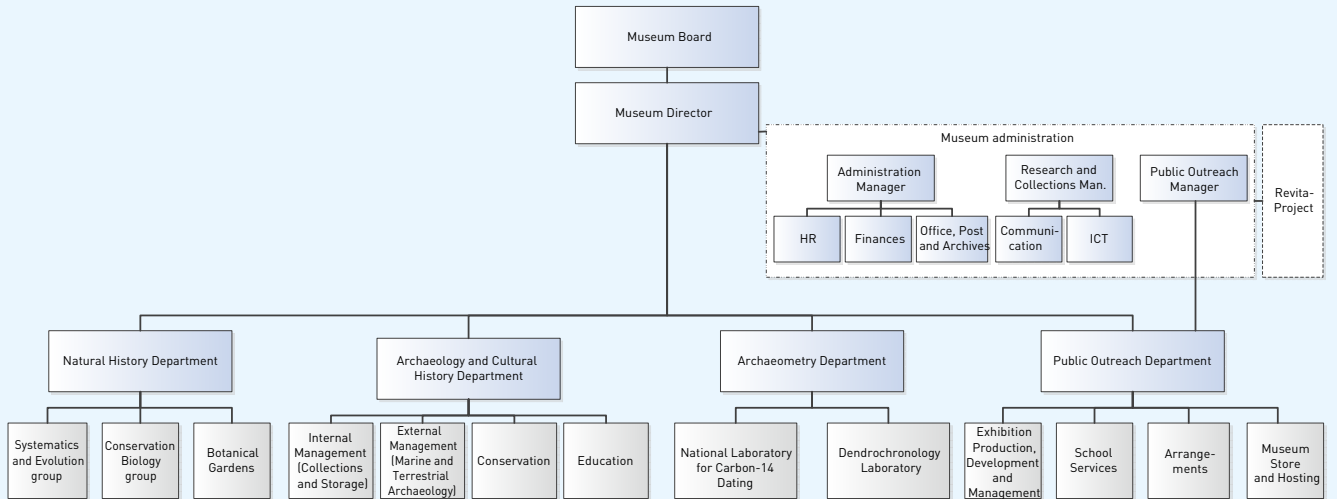 Museum Board
Museum Director
Museum administration
Administration
Manager
Research and
Collections Man.
Public Outreach
Manager
Revita-
Project
HR
Finances
Office, Post
and Archives
Communi-
cation
ICT
Natural History Department
Archaeology and Cultural
History Department
Archaeometry Department
Public Outreach Department
Systematics
and Evolution
group
Conservation
Biology
group
Botanical
Gardens
Internal
Management
(Collections
and Storage)
External
Management
(Marine and
Terrestrial
Archaeology)
Conservation
Education
National Laboratory
for Carbon-14
Dating
Dendrochronology
Laboratory
Exhibition
Production,
Development
and
Management
School
Services
Arrange-
ments
Museum
Store
and Hosting